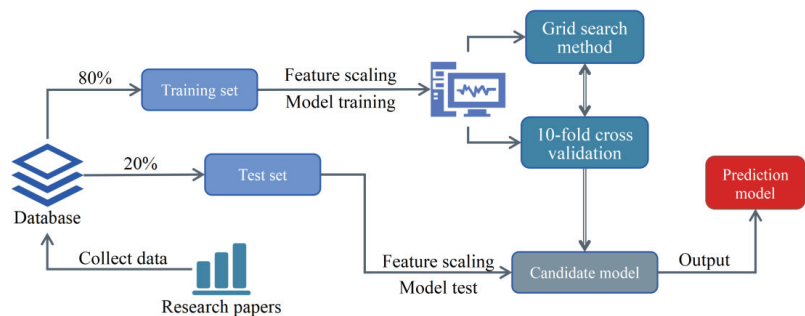 Grid search
method
80%
Training set
Feature scaling
Model training
10-fold cross
validation
20%
Test set
Prediction
model
Database
Collect data
Feature scaling
Model test
Candidate model
Output
Research papers